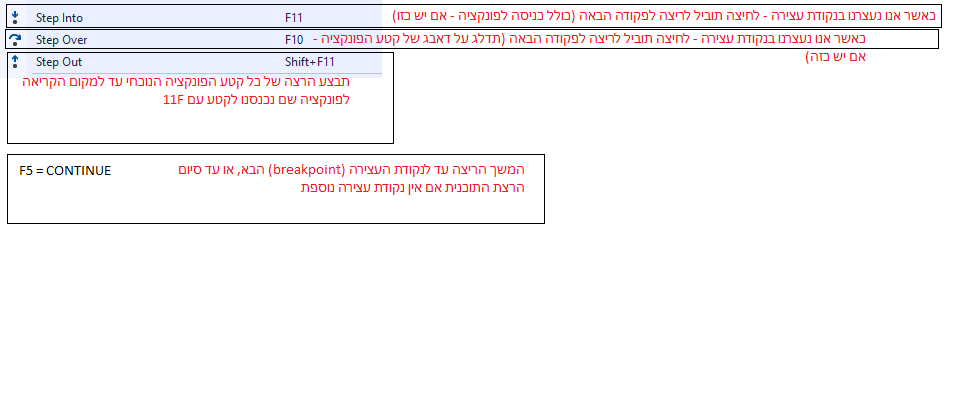 Step Into F11 כאשר אנו נעצרנו בנקודת עצירה - לחיצה תוביל לריצה לפקודה הבאה (כולל כניסה לפונקציה - אם יש כזו)
Step Over F10 כאשר אנו נעצרנו בנקודת עצירה - לחיצה תוביל לריצה לפקודה הבאה (תדלג על דאבג של קטע הפונקציה -
אם יש כזה)
Step Out Shift+F11
תבצע הרצה של כל קטע הפונקציה הנוכחי עד למקום הקריאה
לפונקציה שם נכנסנו לקטע עם 11F
F5 = CONTINUE המשך הריצה עד לנקודת העצירה (breakpoint) הבא, או עד סיום
הרצת התוכנית אם אין נקודת עצירה נוספת